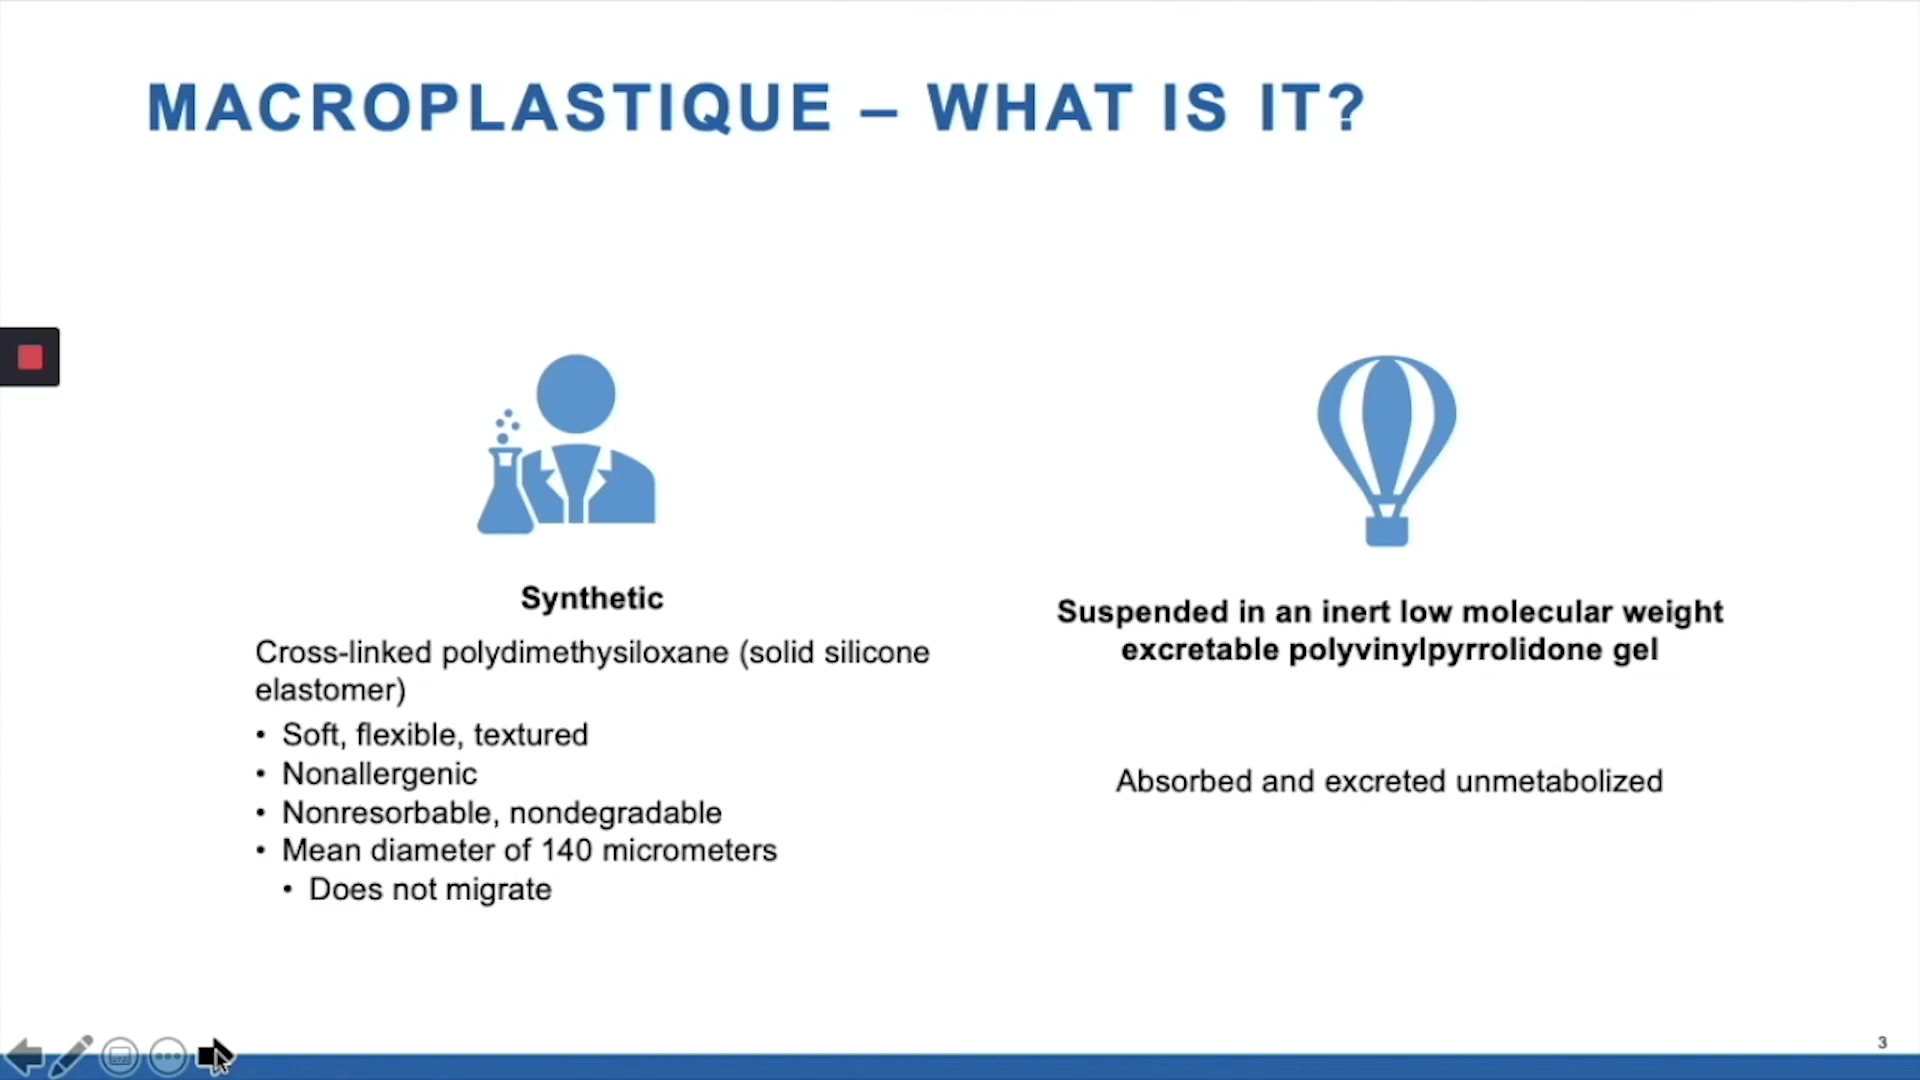 MACROPLASTIQUE – WHAT IS IT?
Synthetic
Cross-linked polydimethysiloxane (solid silicone
elastomer)
• Soft, flexible, textured
• Nonallergenic
• Nonresorbable, nondegradable
• Mean diameter of 140 micrometers
• Does not migrate
Suspended in an inert low molecular weight
excretable polyvinylpyrrolidone gel
Absorbed and excreted unmetabolized
3